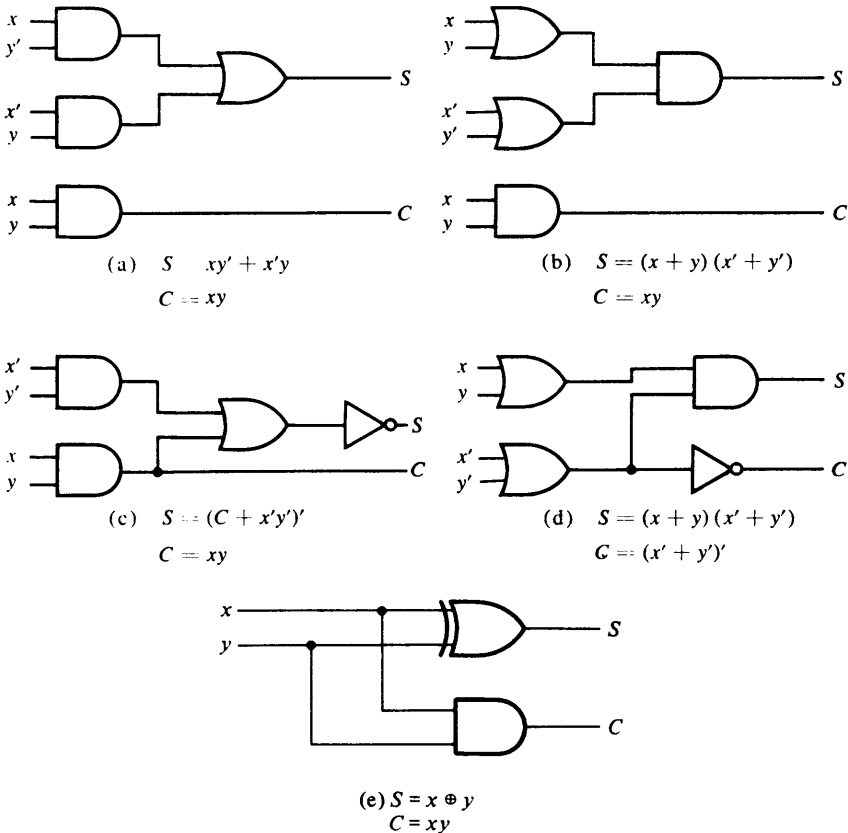 x
y′
S
x′
y
x
y
C
(a) S   xy′ + x′y
C = xy
x
y
S
x′
y′
x
y
C
(b) S = (x + y) (x′ + y′)
C = xy
x′
y′
S
x
y
C
(c) S = (C + x′y′)′
C = xy
x
y
S
x′
y′
C
(d) S = (x + y) (x′ + y′)
C = (x′ + y′)′
x
y
S
C
(e) S = x ⊕ y
C = xy